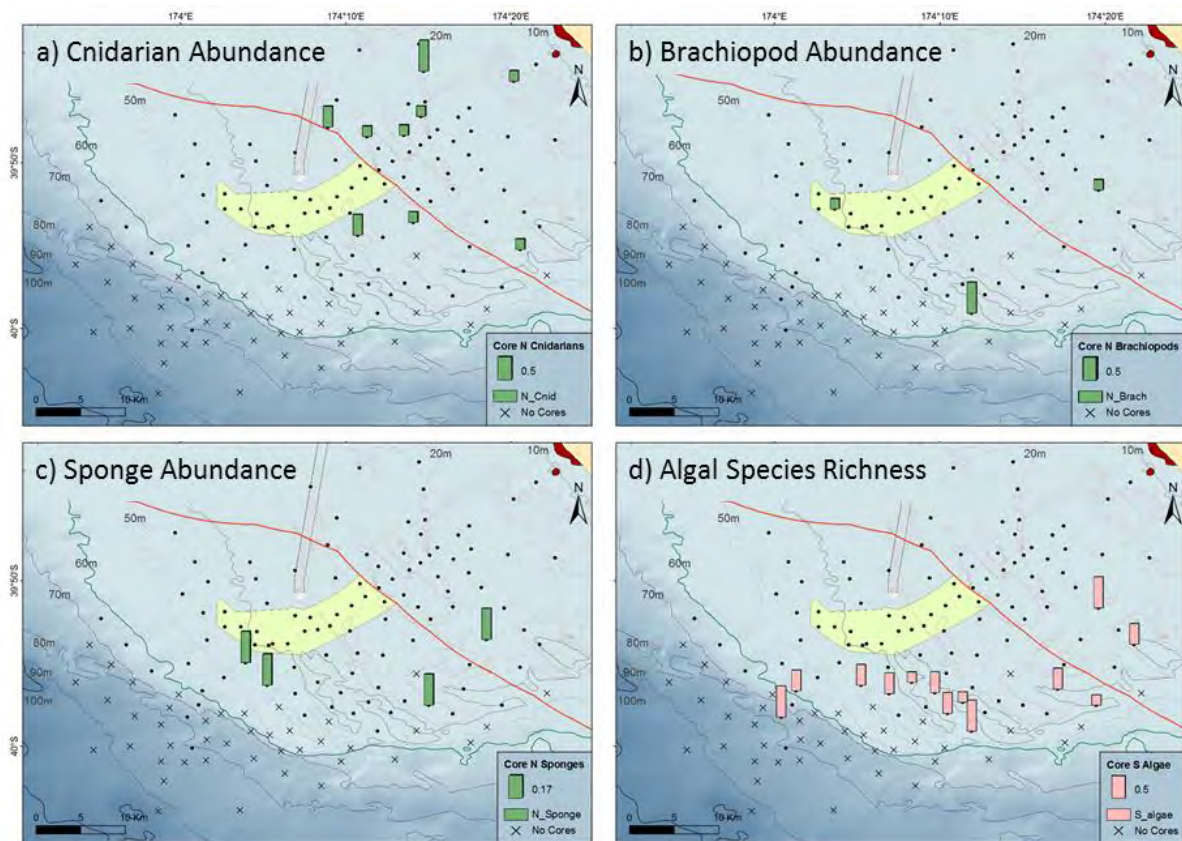 174°E
174°10'
174°20'
174°E
174°10'
174°20'
a) Cnidarian Abundance
20m
10m
N
50m
60m
70m
80m
90m
100m
39°50'S
40°S
Core N Cnidarians
0.5
N_Cnid
No Cores
0 5 10 Km
b) Brachiopod Abundance
20m
10m
N
50m
60m
70m
80m
90m
100m
Core N Brachiopods
0.5
N_Brach
No Cores
0 5 10 Km
c) Sponge Abundance
20m
10m
N
50m
60m
70m
80m
90m
100m
39°50'S
40°S
Core N Sponges
0.17
N_Sponge
No Cores
0 5 10 Km
d) Algal Species Richness
20m
10m
N
50m
60m
70m
80m
90m
100m
Core S Algae
0.5
S_algae
No Cores
0 5 10 Km